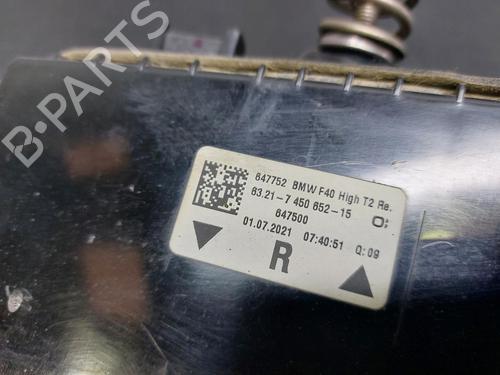 B-PARTS
647752 BMW F40 High T2 Re.
63.21-7 450 652-15 O:
647500
01.07.2021 07:40:51 Q:09
R